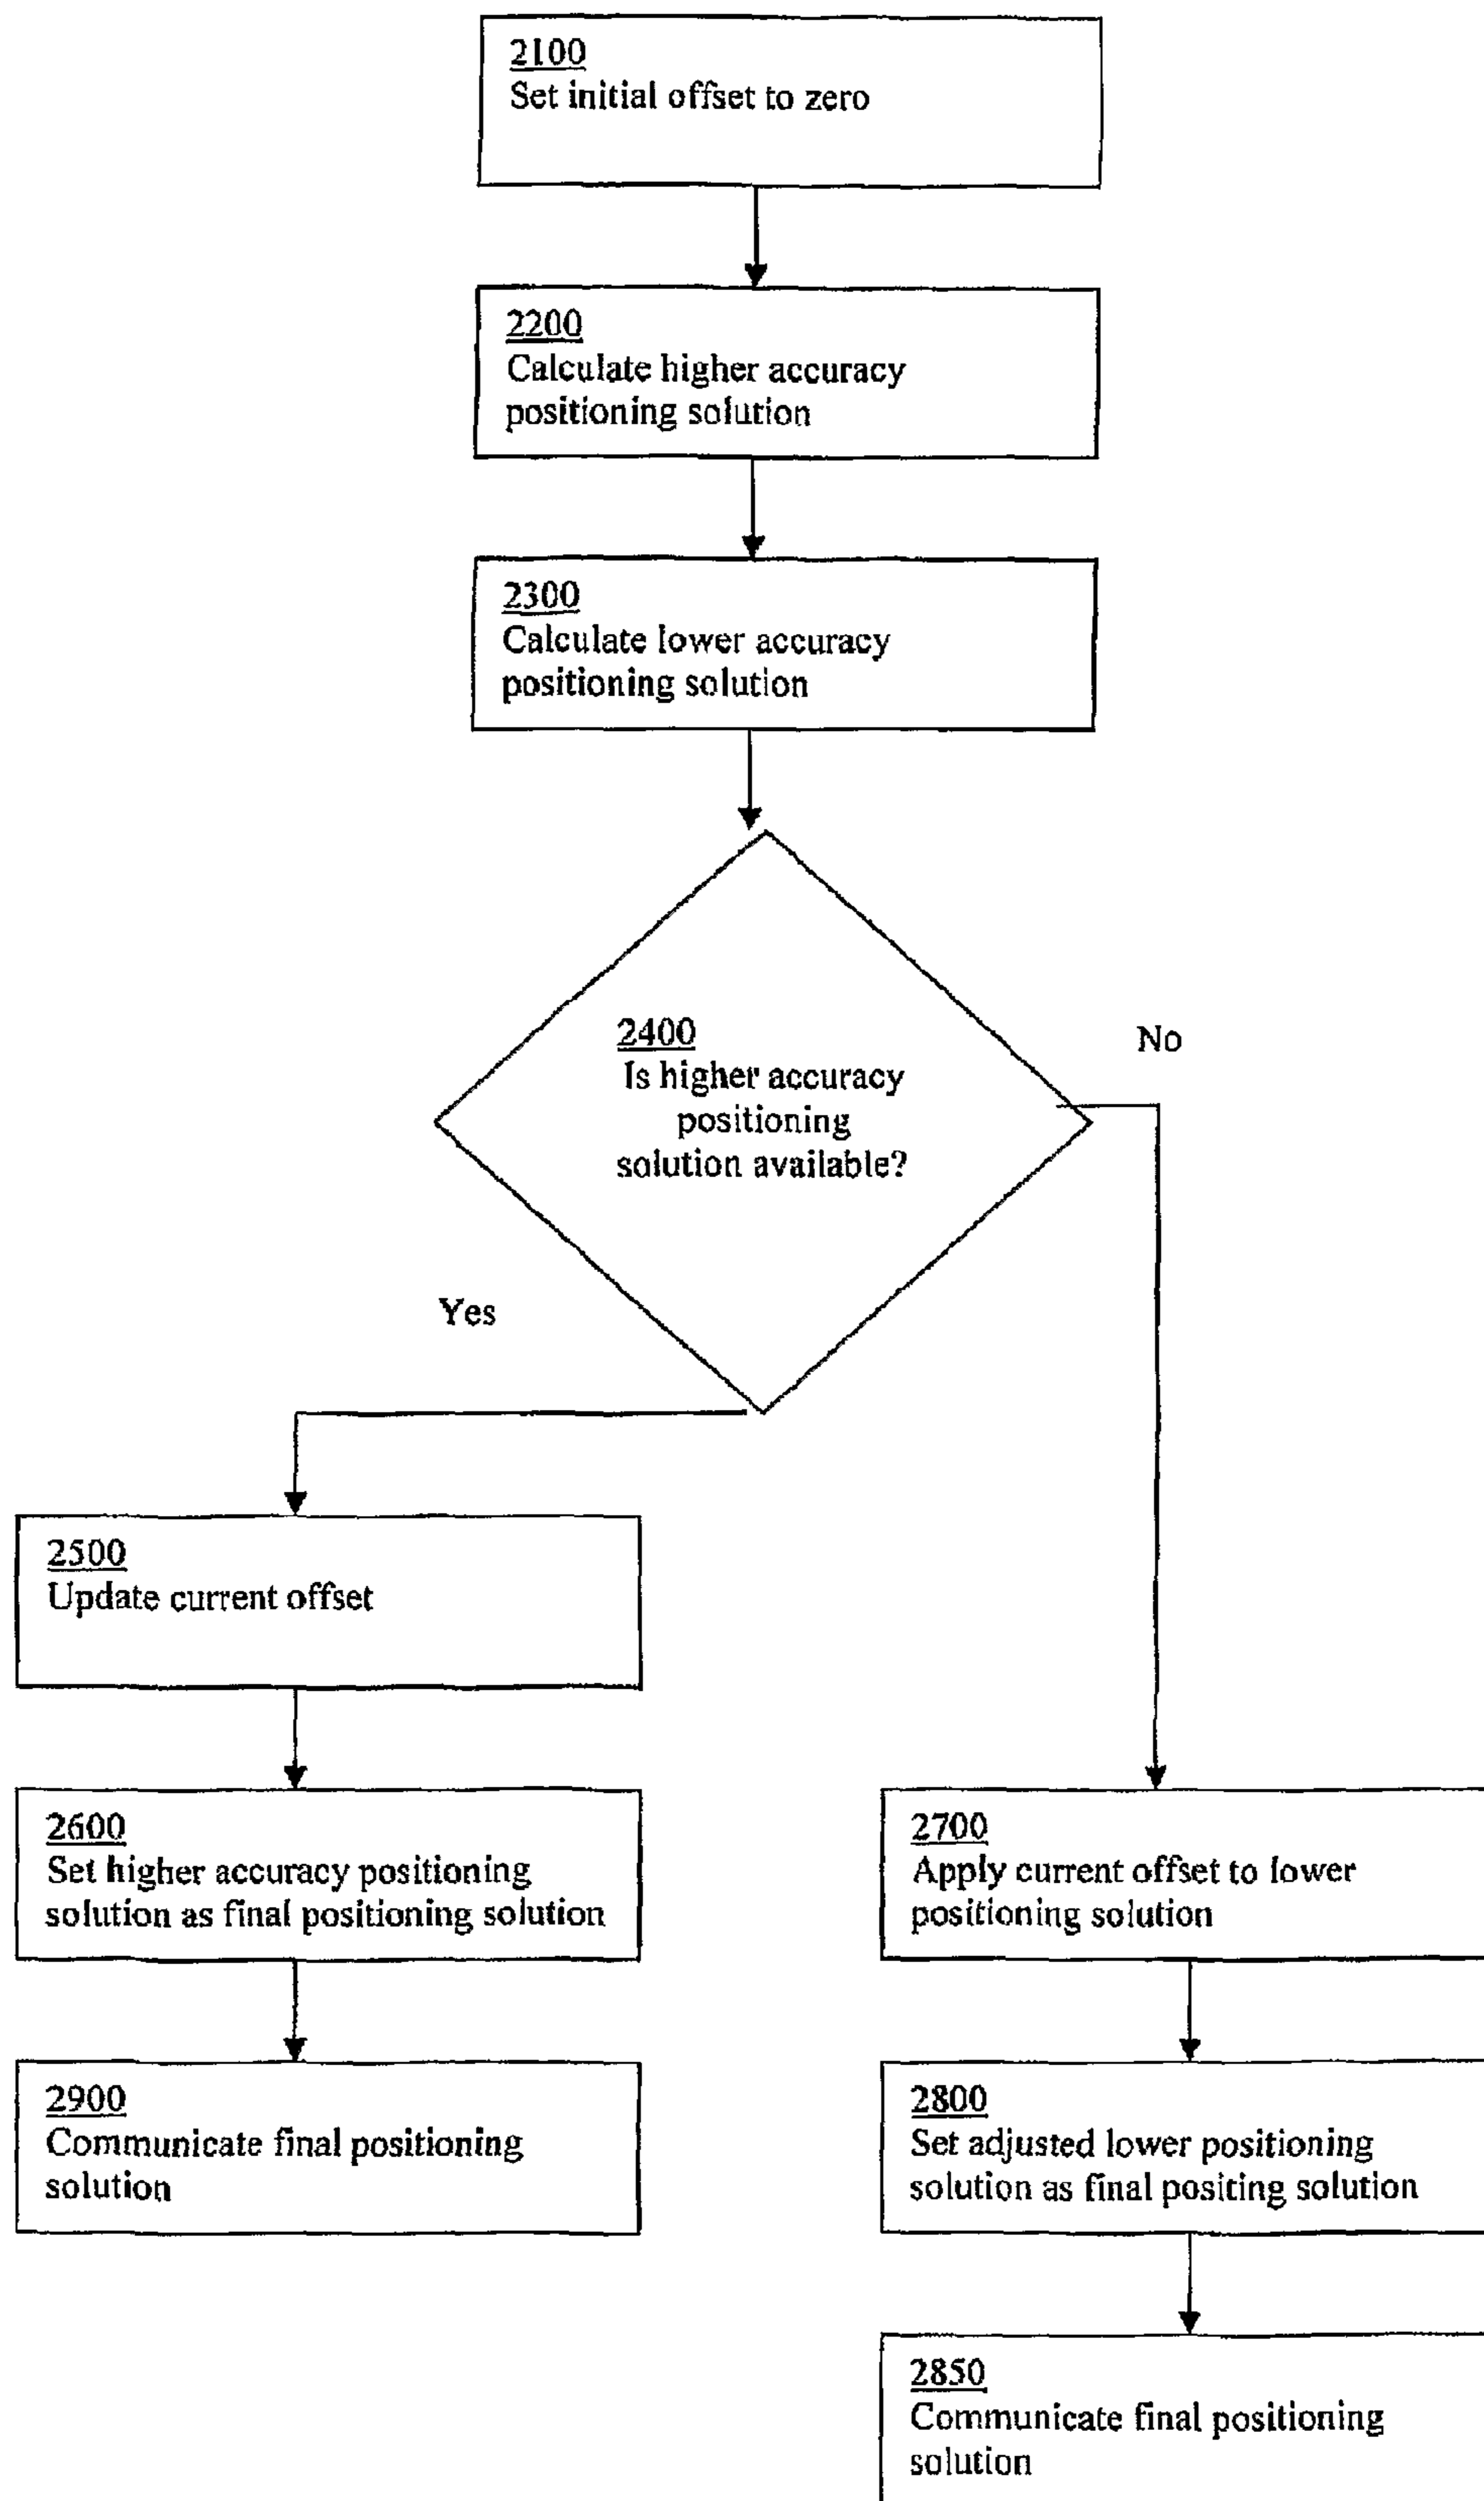 2100
Set initial offset to zero
2200
Calculate higher accuracy
positioning solution
2300
Calculate lower accuracy
positioning solution
2400
Is higher accuracy
positioning
solution available?
No
Yes
2500
Update current offset
2600
Set higher accuracy positioning
solution as final positioning solution
2700
Apply current offset to lower
positioning solution
2900
Communicate final positioning
solution
2800
Set adjusted lower positioning
solution as final positing solution
2850
Communicate final positioning
solution